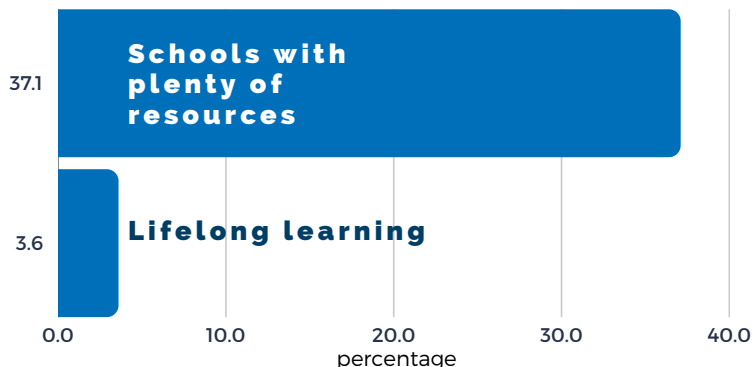 Schools with
plenty of
resources
37.1
Lifelong learning
3.6
0.0 10.0 20.0 30.0 40.0
percentage